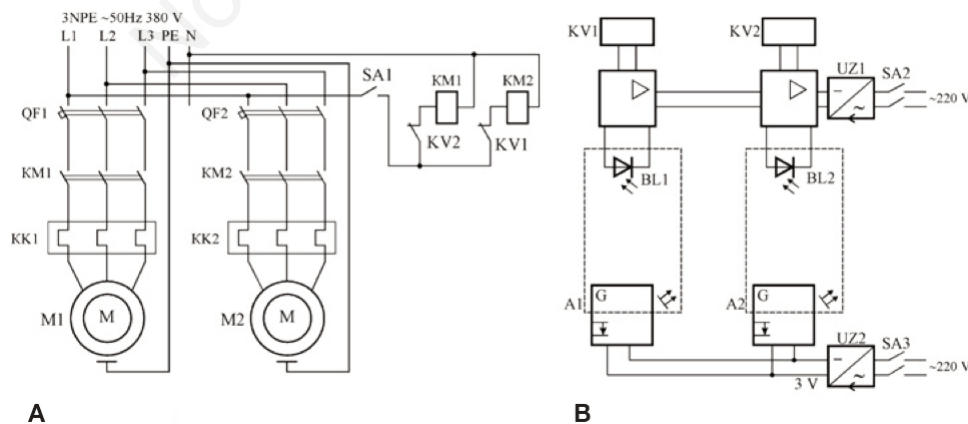 3NPE ~50Hz 380 V
L1 L2 L3 PE N
SA1
KM1 KM2
QF1 QF2
KV2 KV1
KM1 KM2
KK1 KK2
M1 M M2 M
A
KV1 KV2
UZ1 SA2
− ~
~220 V
BL1 BL2
A1 G A2 G
UZ2 SA3
− ~
~220 V
3 V
B